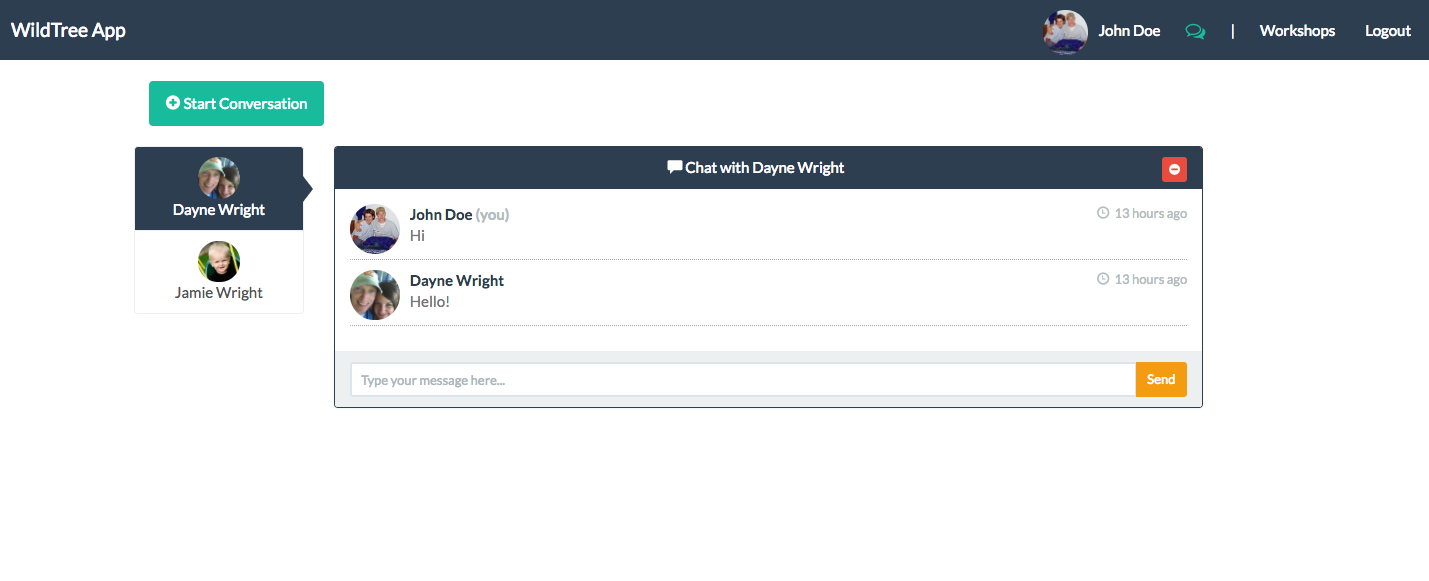 WildTree App
John Doe
|
Workshops
Logout
Start Conversation
Dayne Wright
Jamie Wright
Chat with Dayne Wright
John Doe (you)
13 hours ago
Hi
Dayne Wright
13 hours ago
Hello!
Type your message here...
Send